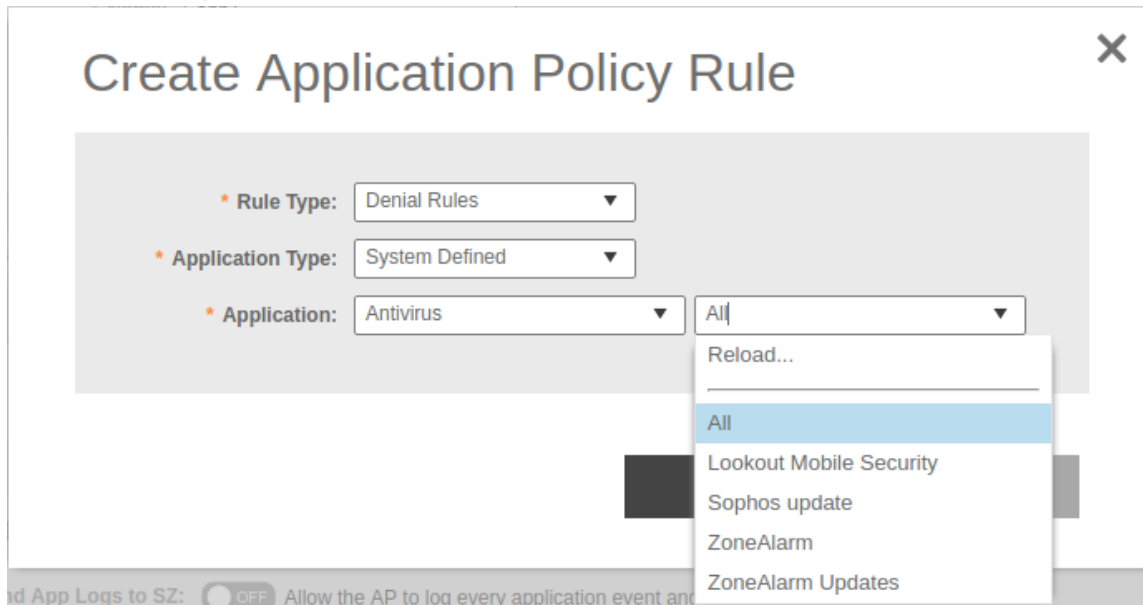 Create Application Policy Rule
* Rule Type: Denial Rules
* Application Type: System Defined
* Application: Antivirus All
Reload...
All
Lookout Mobile Security
Sophos update
ZoneAlarm
ZoneAlarm Updates
App Logs to SZ: OFF Allow the AP to log every application event